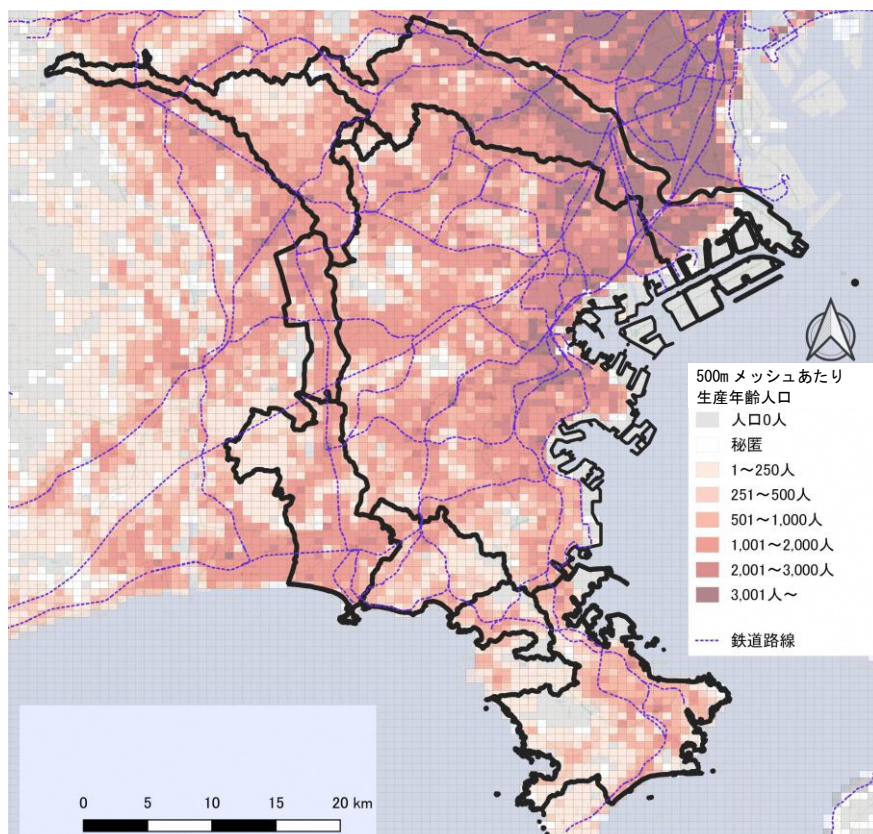 500m メッシュあたり
生産年齢人口
人口0人
秘匿
1～250人
251～500人
501～1,000人
1,001～2,000人
2,001～3,000人
3,001人～
鉄道路線
0 5 10 15 20 km